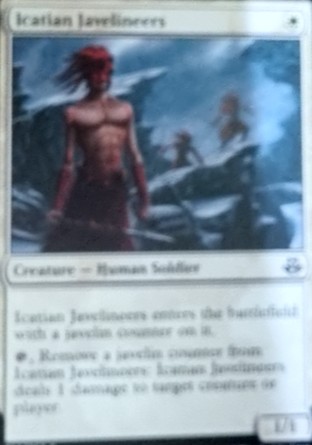 Icatian Javelineers
Creature — Human Soldier
Icatian Javelineers enters the battlefield
with a javelin counter on it.
, Remove a javelin counter from
Icatian Javelineers: Icatian Javelineers
deals 1 damage to target creature or
player.
1/1